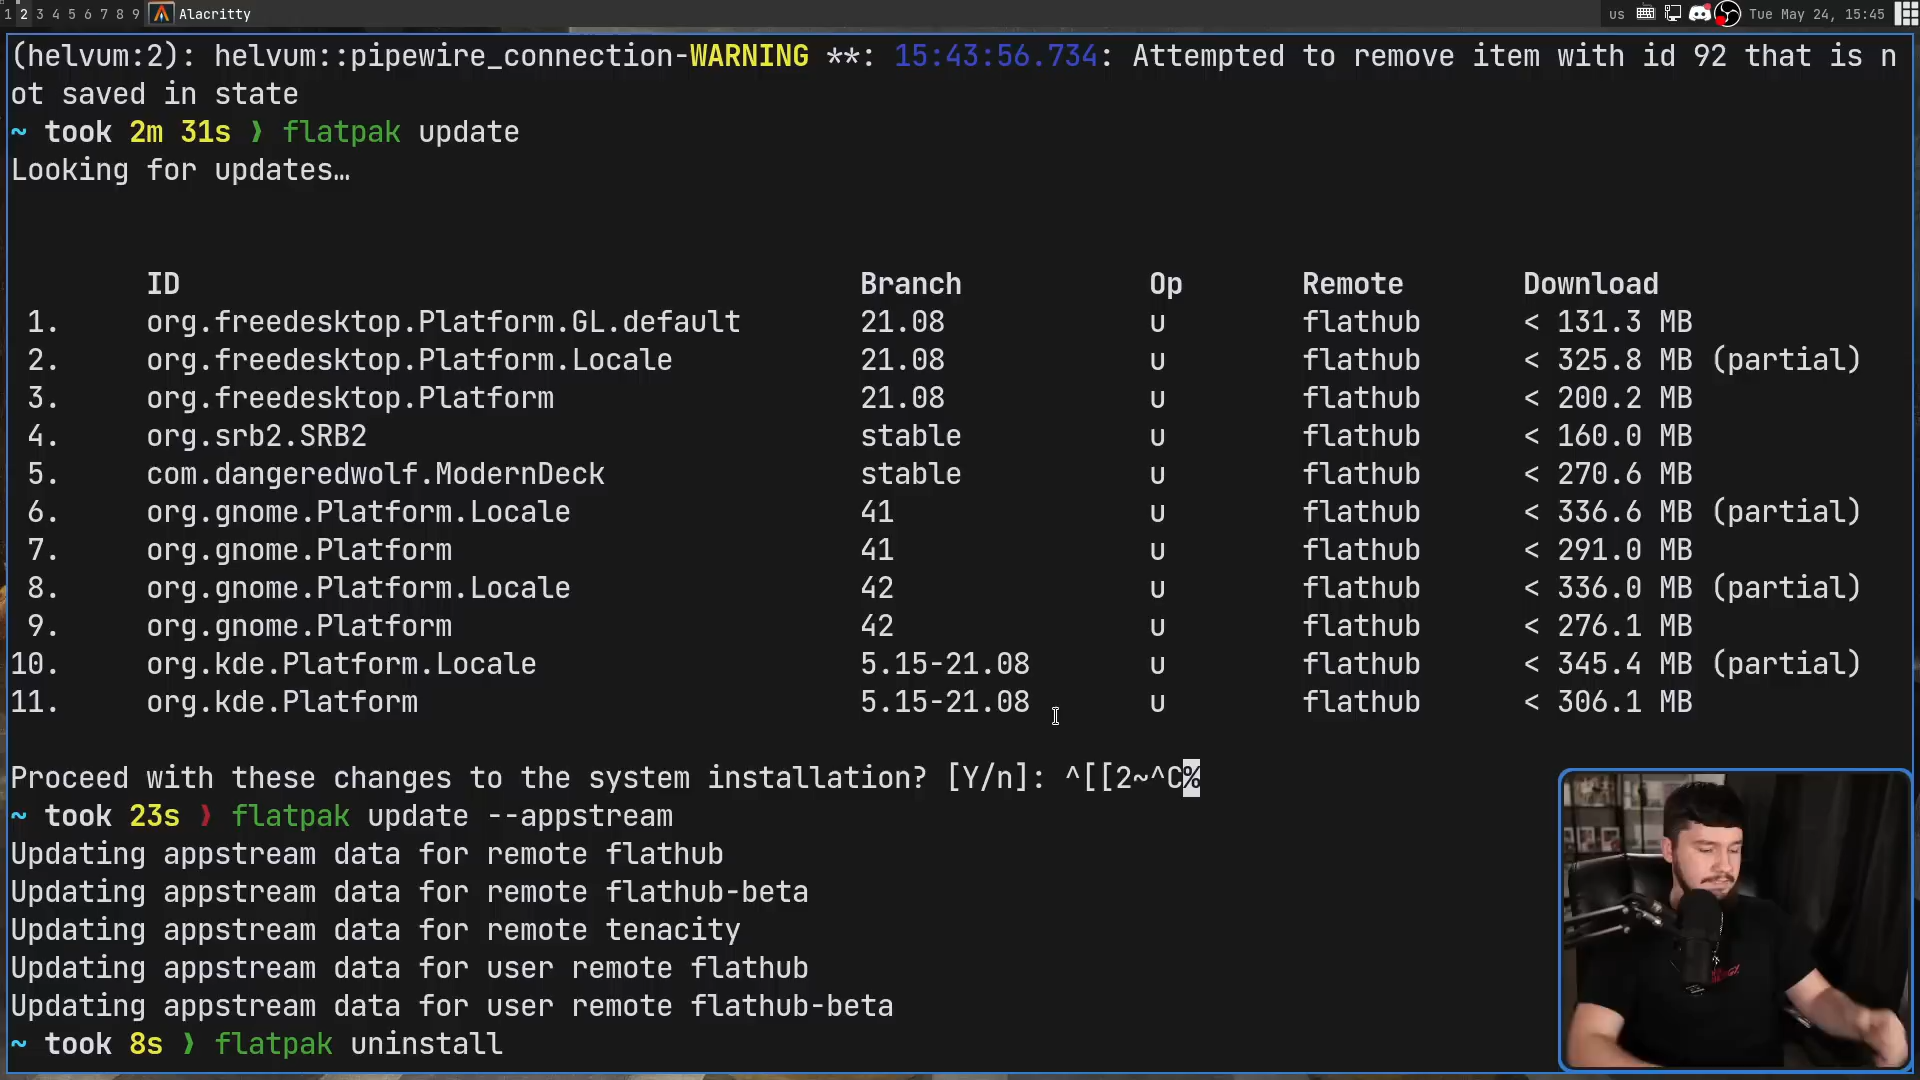 1 2 3 4 5 6 7 8 9 Alacritty us Tue May 24, 15:45
(helvum:2): helvum::pipewire_connection-WARNING **: 15:43:56.734: Attempted to remove item with id 92 that is n
ot saved in state
~ took 2m 31s ❱ flatpak update
Looking for updates…
ID Branch Op Remote Download
1. org.freedesktop.Platform.GL.default 21.08 u flathub < 131.3 MB
2. org.freedesktop.Platform.Locale 21.08 u flathub < 325.8 MB (partial)
3. org.freedesktop.Platform 21.08 u flathub < 200.2 MB
4. org.srb2.SRB2 stable u flathub < 160.0 MB
5. com.dangeredwolf.ModernDeck stable u flathub < 270.6 MB
6. org.gnome.Platform.Locale 41 u flathub < 336.6 MB (partial)
7. org.gnome.Platform 41 u flathub < 291.0 MB
8. org.gnome.Platform.Locale 42 u flathub < 336.0 MB (partial)
9. org.gnome.Platform 42 u flathub < 276.1 MB
10. org.kde.Platform.Locale 5.15-21.08 u flathub < 345.4 MB (partial)
11. org.kde.Platform 5.15-21.08 u flathub < 306.1 MB
Proceed with these changes to the system installation? [Y/n]: ^[[2~^C%
~ took 23s ❱ flatpak update --appstream
Updating appstream data for remote flathub
Updating appstream data for remote flathub-beta
Updating appstream data for remote tenacity
Updating appstream data for user remote flathub
Updating appstream data for user remote flathub-beta
~ took 8s ❱ flatpak uninstall